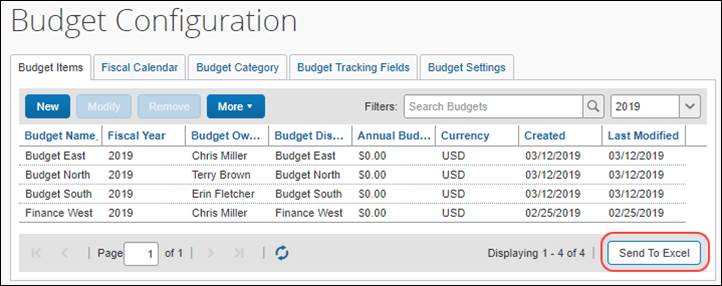 Budget Configuration
Budget Items Fiscal Calendar Budget Category Budget Tracking Fields Budget Settings
New Modify Remove More Filters: Search Budgets 2019
Budget Name Fiscal Year Budget Ow... Budget Dis... Annual Bud... Currency Created Last Modified
Budget East 2019 Chris Miller Budget East $0.00 USD 03/12/2019 03/12/2019
Budget North 2019 Terry Brown Budget North $0.00 USD 03/12/2019 03/12/2019
Budget South 2019 Erin Fletcher Budget South $0.00 USD 03/12/2019 03/12/2019
Finance West 2019 Chris Miller Finance West $0.00 USD 02/25/2019 02/25/2019
Page 1 of 1 Displaying 1 - 4 of 4 Send To Excel